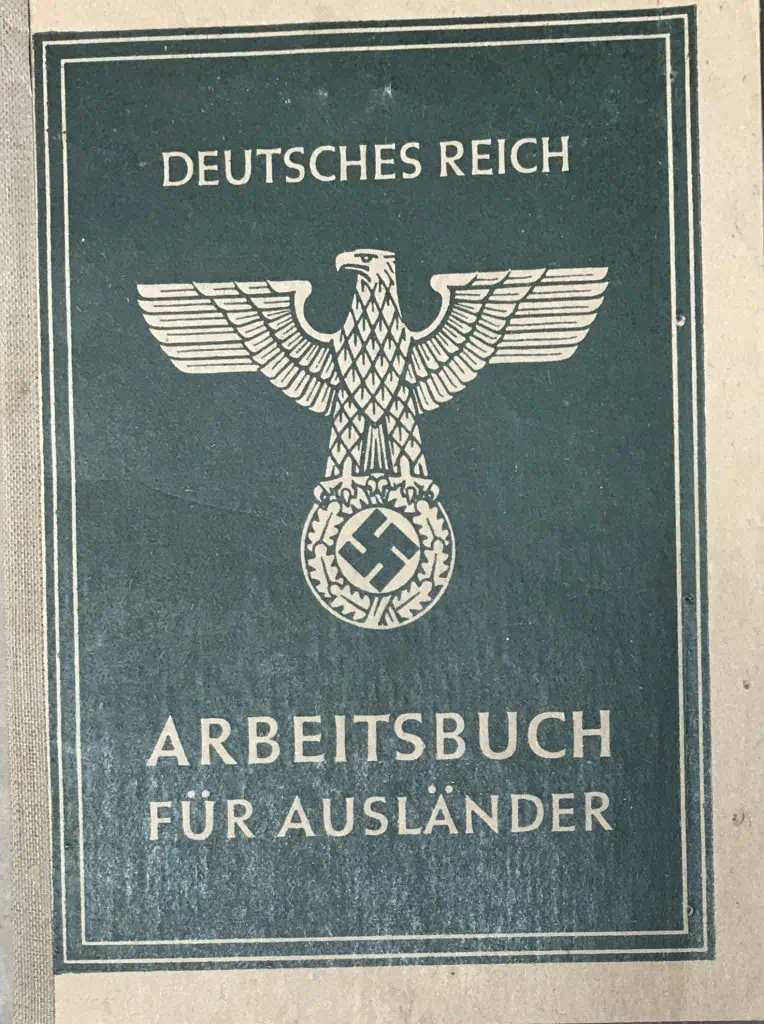 DEUTSCHES REICH
ARBEITSBUCH
FÜR AUSLÄNDER